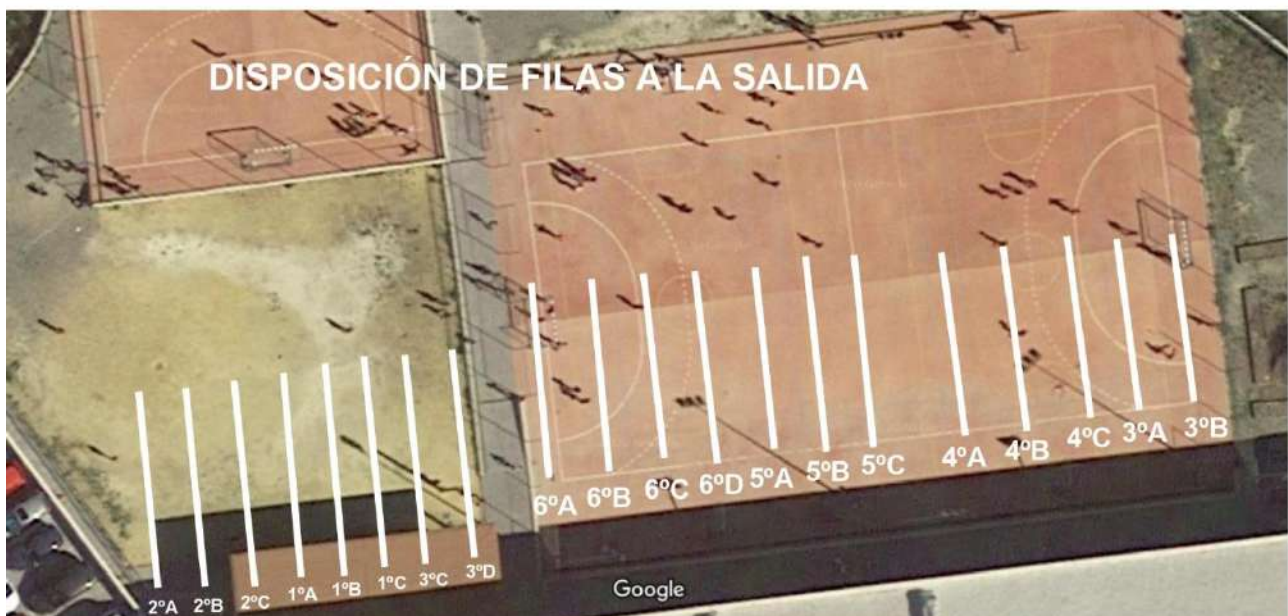 DISPOSICIÓN DE FILAS A LA SALIDA
6ºA 6ºB 6ºC 6ºD 5ºA 5ºB 5ºC 4ºA 4ºB 4ºC 3ºA 3ºB
2ºA 2ºB 2ºC 1ºA 1ºB 1ºC 3ºC 3ºD
Google